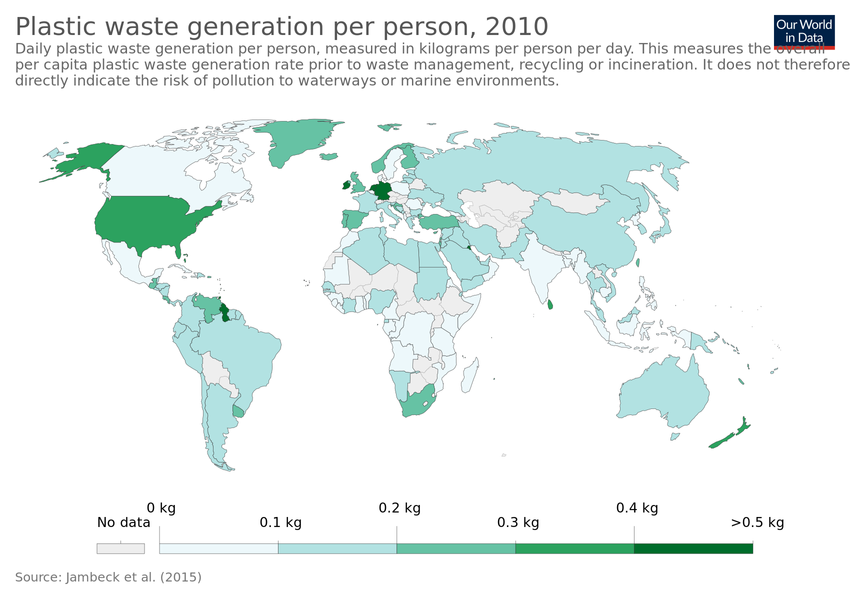 Plastic waste generation per person, 2010
Our World
in Data
Daily plastic waste generation per person, measured in kilograms per person per day. This measures the overall
per capita plastic waste generation rate prior to waste management, recycling or incineration. It does not therefore
directly indicate the risk of pollution to waterways or marine environments.
0 kg
0.2 kg
0.4 kg
No data
0.1 kg
0.3 kg
>0.5 kg
Source: Jambeck et al. (2015)